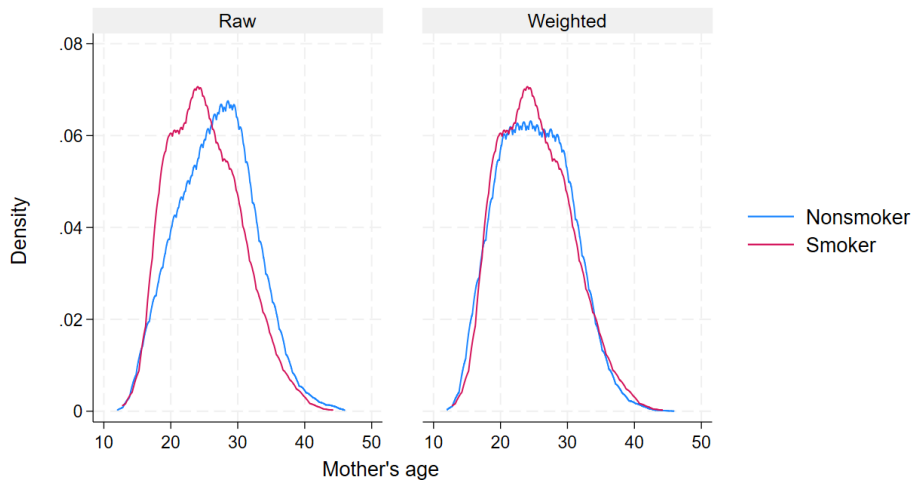 Raw
Weighted
.08
.06
.04
.02
0
10 20 30 40 50
10 20 30 40 50
Density
Mother's age
Nonsmoker
Smoker